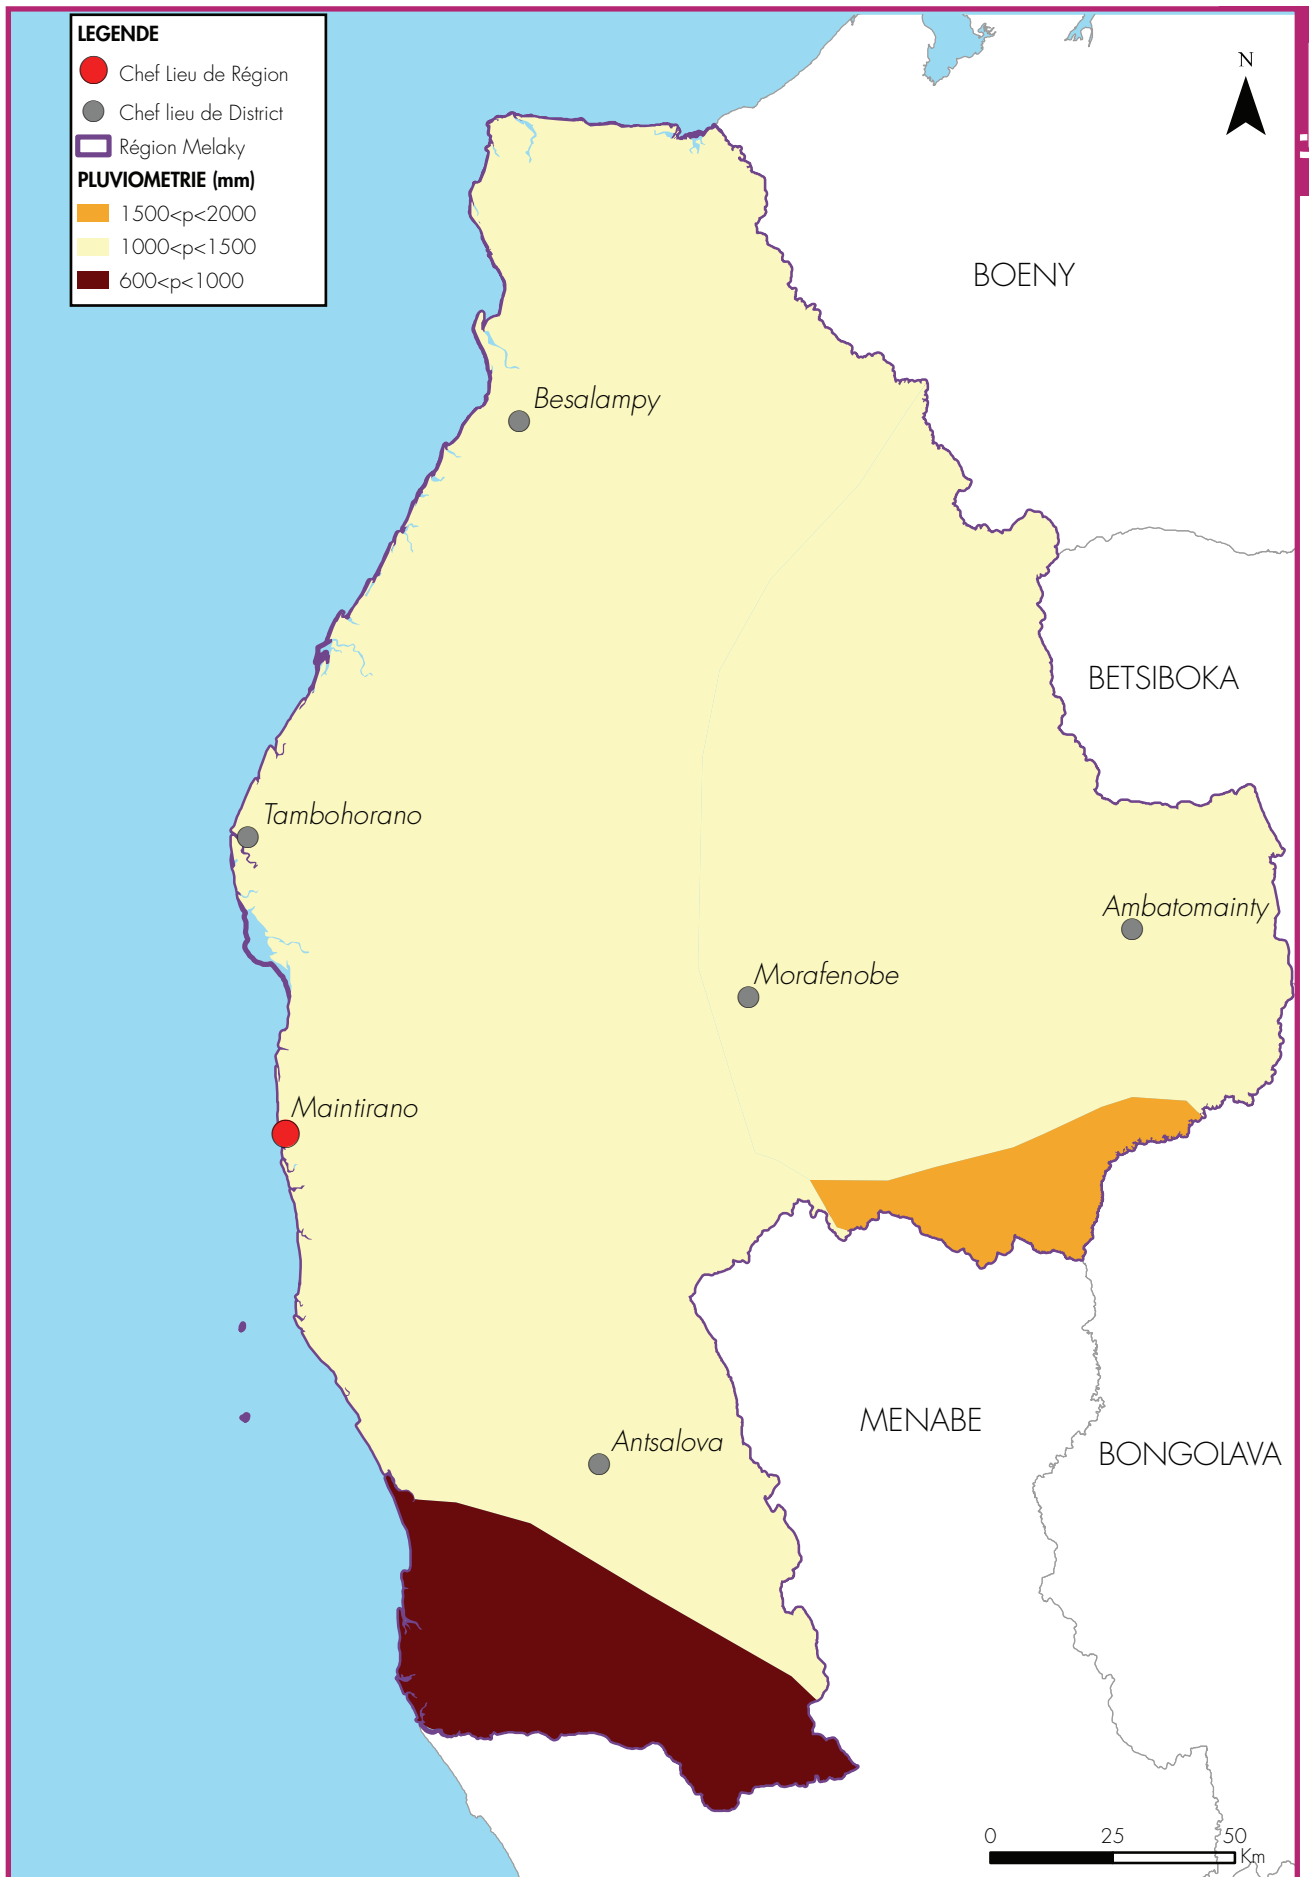 LEGENDE
Chef Lieu de Région
Chef lieu de District
Région Melaky
PLUVIOMETRIE (mm)
1500<p<2000
1000<p<1500
600<p<1000
N
BOENY
Besalampy
BETSIBOKA
Tambohorano
Ambatomainty
Morafenobe
Maintirano
MENABE
Antsalova
BONGOLAVA
0 25 50
Km